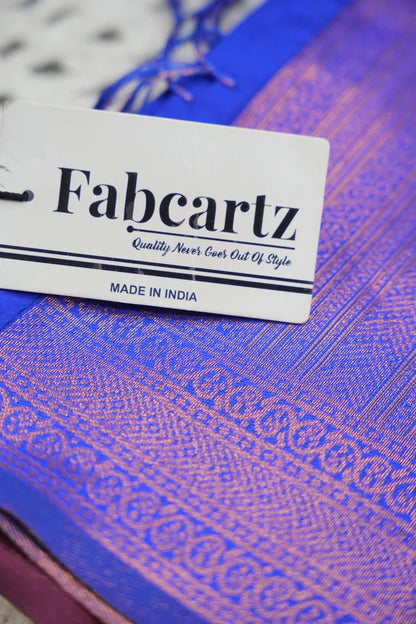 Fabcartz
Quality Never Goes Out Of Style
MADE IN INDIA